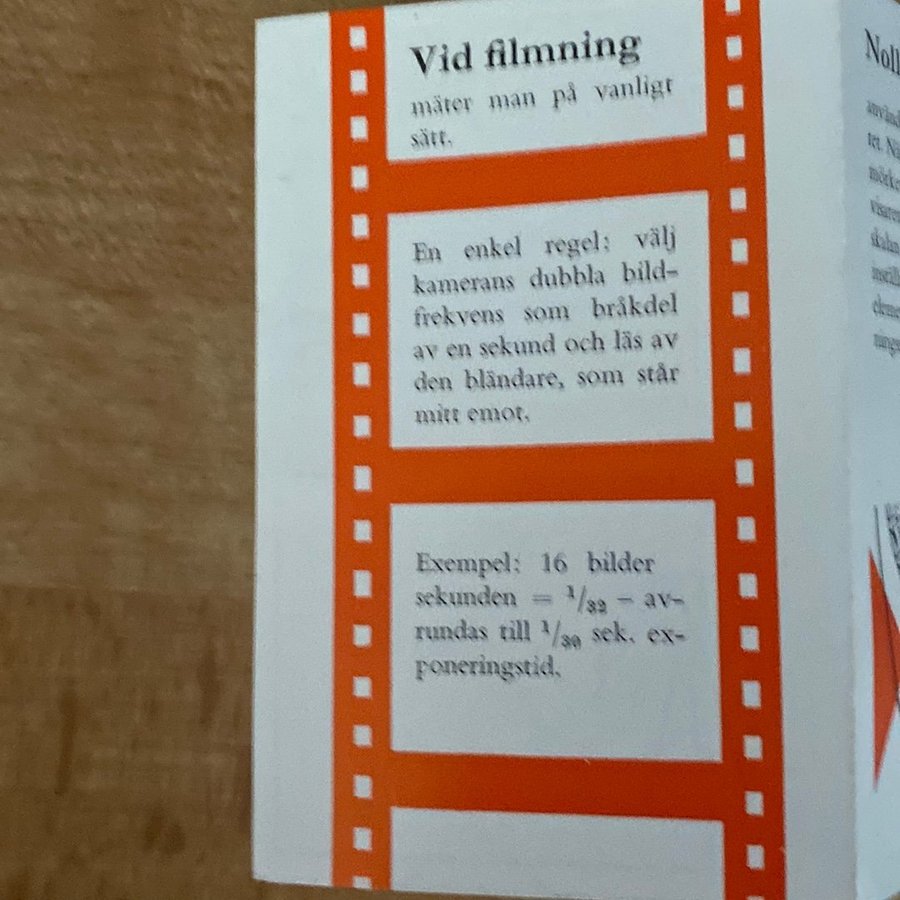 Vid filmning
mäter man på vanligt
sätt.
En enkel regel: välj
kamerans dubbla bild-
frekvens som bråkdel
av en sekund och läs av
den bländare, som står
mitt emot.
Exempel: 16 bilder
sekunden = 1/32 – av-
rundas till 1/30 sek. ex-
poneringstid.